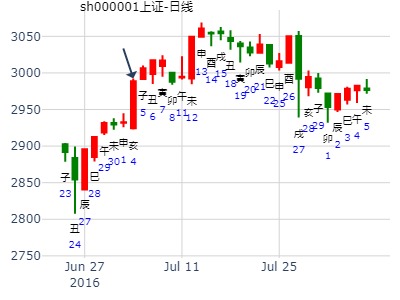 sh000001上证-日线
3050
3000
2950
2900
2850
2800
2750
子
23
丑
24
辰
27
巳
28
午
29
未
30
申
1
亥
4
子
5
丑
6
寅
7
卯
8
午
11
未
12
申
13
酉
14
戌
15
丑
18
寅
19
卯
20
辰
21
巳
22
申
25
酉
26
戌
27
亥
28
子
29
卯
1
辰
2
巳
3
午
4
未
5
Jun 27
2016
Jul 11
Jul 25